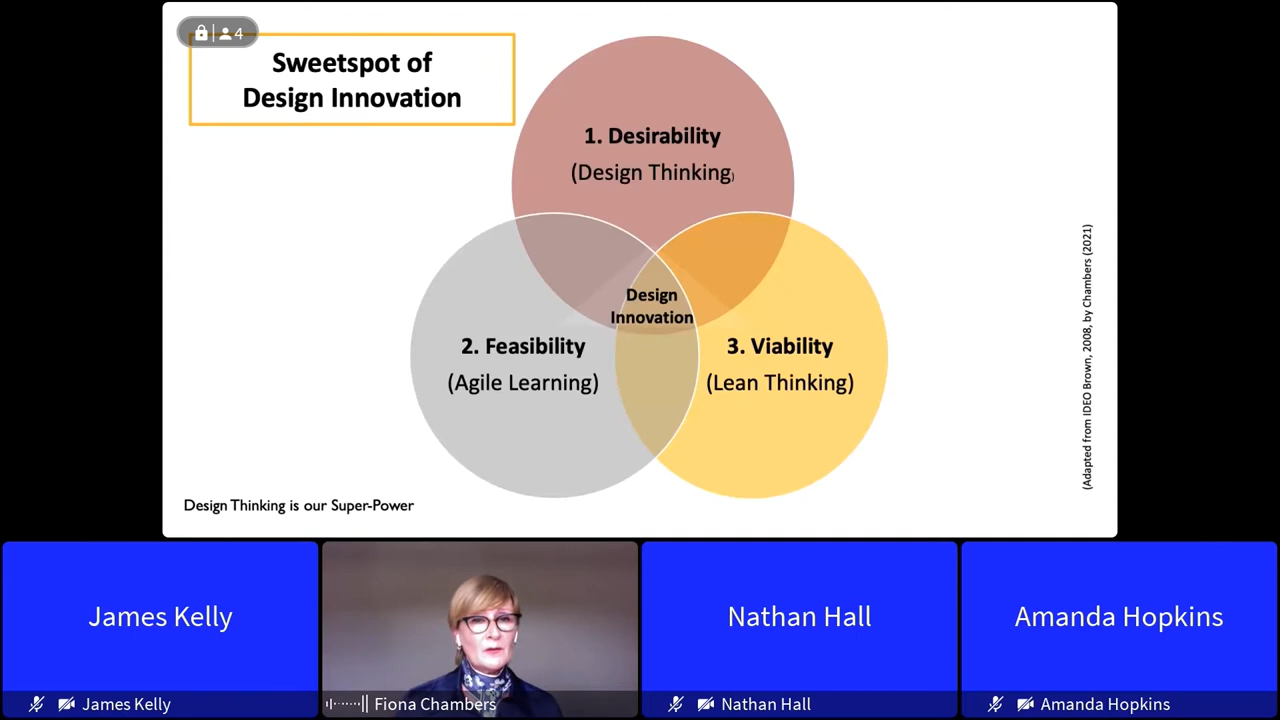 4
Sweetspot of
Design Innovation
1. Desirability
(Design Thinking)
Design
Innovation
2. Feasibility
(Agile Learning)
3. Viability
(Lean Thinking)
(Adapted from IDEO Brown, 2008, by Chambers (2021)
Design Thinking is our Super-Power
James Kelly
Nathan Hall
Amanda Hopkins
James Kelly
Fiona Chambers
Nathan Hall
Amanda Hopkins